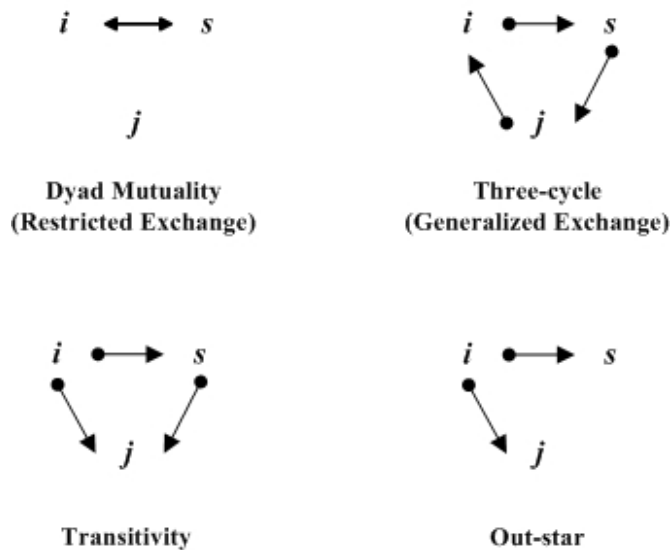 i s
j
Dyad Mutuality
(Restricted Exchange)
i s
j
Three-cycle
(Generalized Exchange)
i s
j
Transitivity
i s
j
Out-star